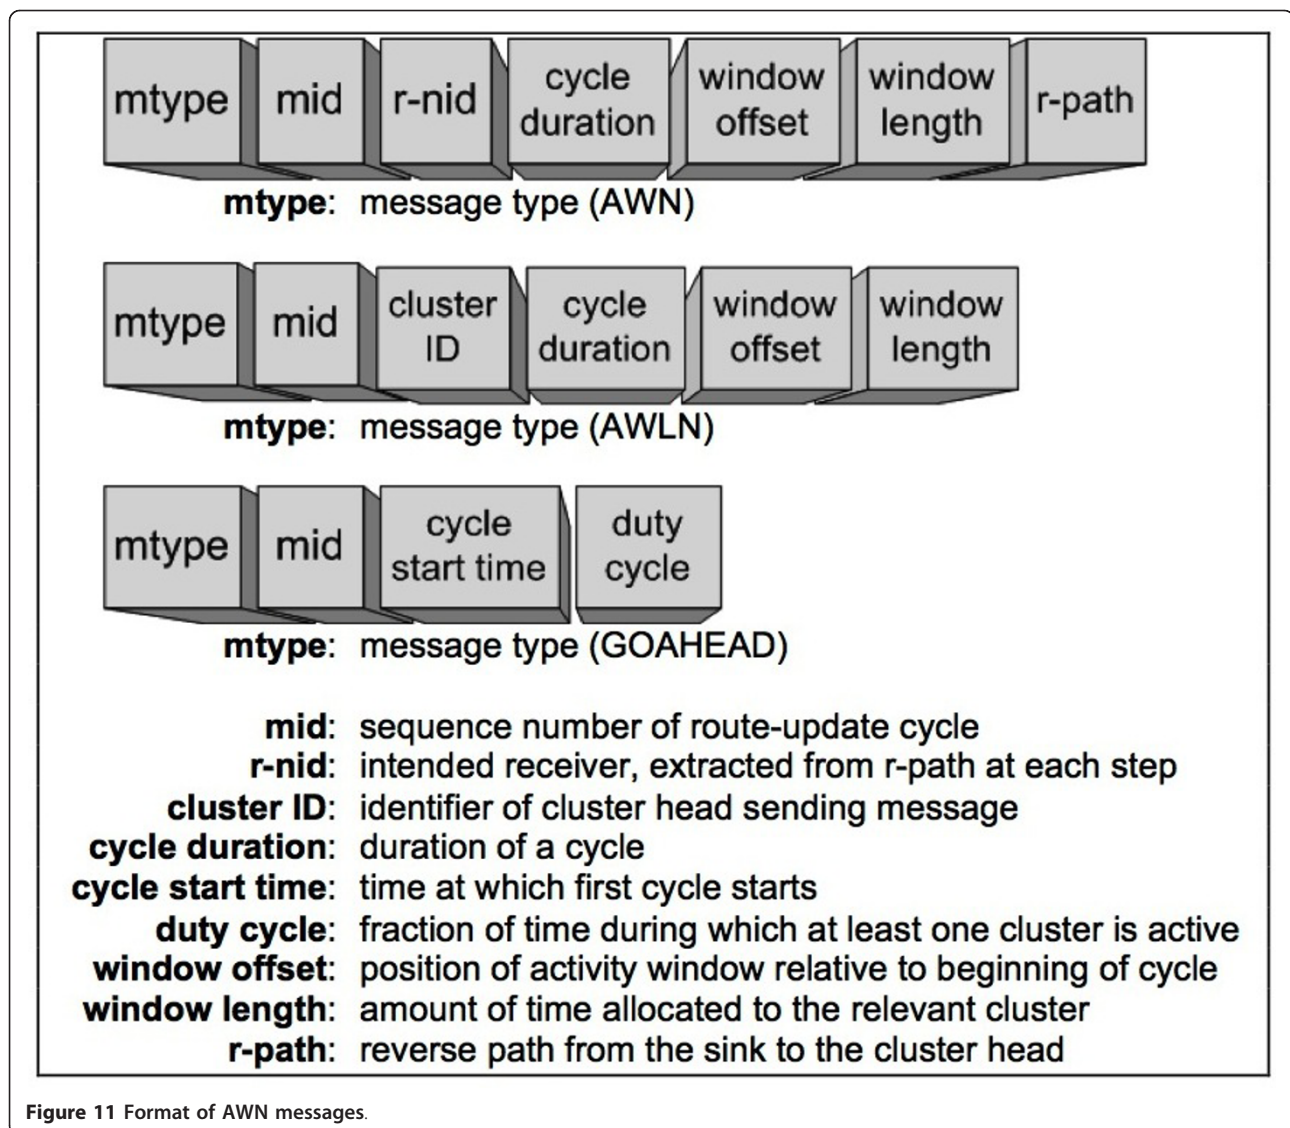 mtype mid r-nid cycle duration window offset window length r-path
mtype: message type (AWN)
mtype mid cluster ID cycle duration window offset window length
mtype: message type (AWLN)
mtype mid cycle start time duty cycle
mtype: message type (GOAHEAD)
mid: sequence number of route-update cycle
r-nid: intended receiver, extracted from r-path at each step
cluster ID: identifier of cluster head sending message
cycle duration: duration of a cycle
cycle start time: time at which first cycle starts
duty cycle: fraction of time during which at least one cluster is active
window offset: position of activity window relative to beginning of cycle
window length: amount of time allocated to the relevant cluster
r-path: reverse path from the sink to the cluster head
Figure 11 Format of AWN messages.